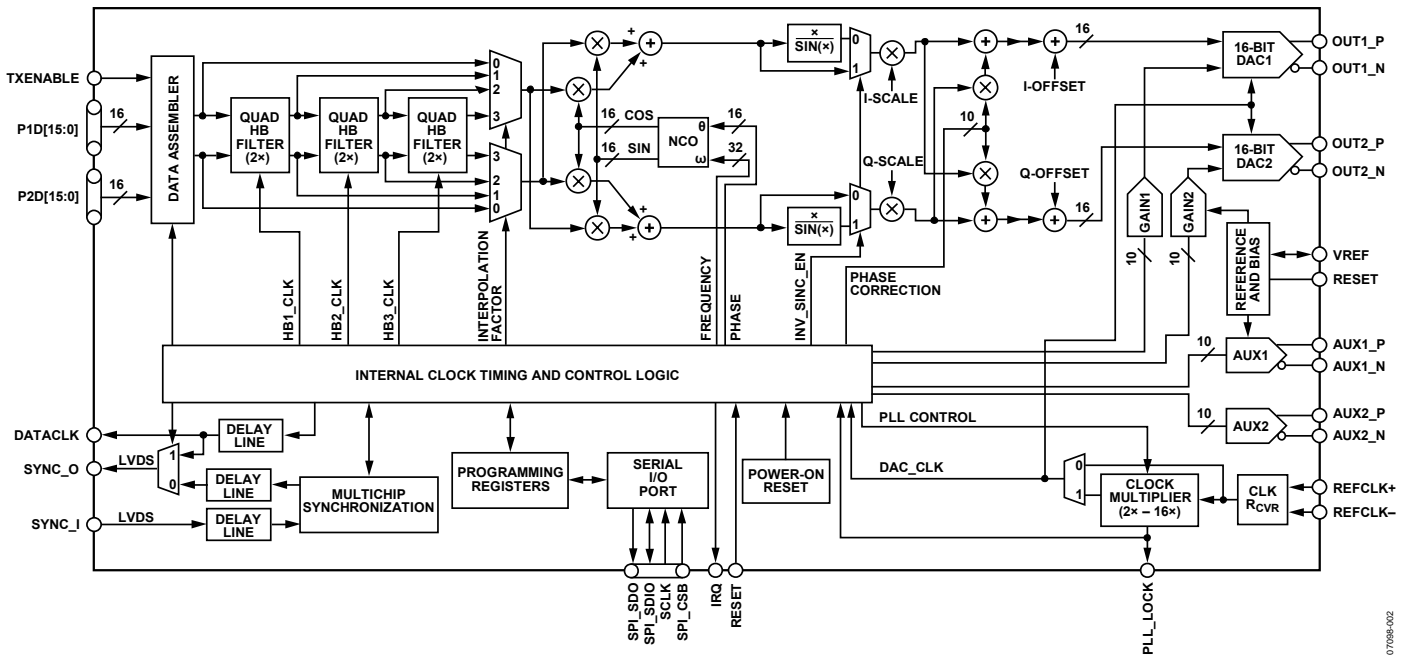 TXENABLE
P1D[15:0]
16
P2D[15:0]
16
DATA ASSEMBLER
QUAD
HB
FILTER
(2×)
QUAD
HB
FILTER
(2×)
QUAD
HB
FILTER
(2×)
0
1
2
3
3
2
1
0
HB1_CLK
HB2_CLK
HB3_CLK
INTERPOLATION
FACTOR
×
×
×
×
+
+
+
+
+
+
16
COS
16
SIN
NCO
θ
ω
16
32
FREQUENCY
PHASE
×
SIN(×)
0
1
×
SIN(×)
0
1
INV_SINC_EN
×
I-SCALE
Q-SCALE
×
PHASE
CORRECTION
10
×
×
+
+
+
+
I-OFFSET
Q-OFFSET
16
16
16-BIT
DAC1
16-BIT
DAC2
OUT1_P
OUT1_N
OUT2_P
OUT2_N
GAIN1
GAIN2
10
10
REFERENCE
AND BIAS
VREF
RESET
10
AUX1
AUX1_P
AUX1_N
10
AUX2
AUX2_P
AUX2_N
INTERNAL CLOCK TIMING AND CONTROL LOGIC
DATACLK
DELAY
LINE
SYNC_O
LVDS
1
0
DELAY
LINE
SYNC_I
LVDS
DELAY
LINE
MULTICHIP
SYNCHRONIZATION
PROGRAMMING
REGISTERS
SERIAL
I/O
PORT
POWER-ON
RESET
PLL CONTROL
DAC_CLK
0
1
CLOCK
MULTIPLIER
(2× – 16×)
CLK
RCVR
REFCLK+
REFCLK–
SPI_SDO
SPI_SDIO
SCLK
SPI_CSB
IRQ
RESET
PLL_LOCK
07098-002